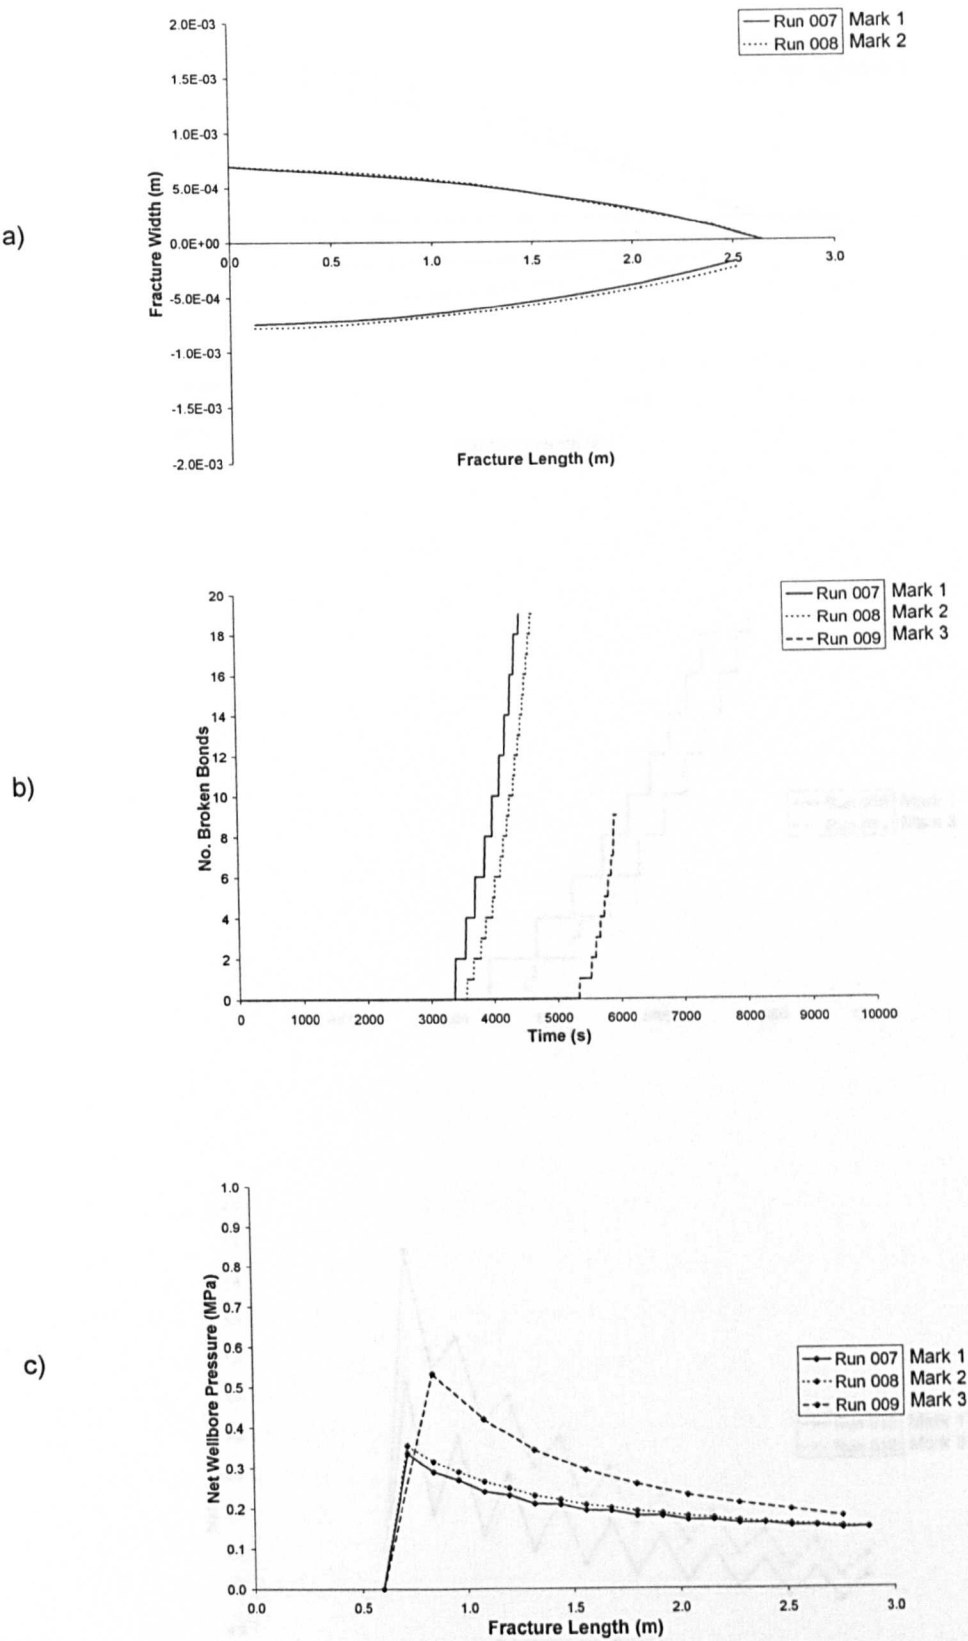 Run 007 Mark 1
Run 008 Mark 2
2.0E-03
1.5E-03
1.0E-03
5.0E-04
0.0E+00
-5.0E-04
-1.0E-03
-1.5E-03
-2.0E-03
Fracture Width (m)
a)
0.0 0.5 1.0 1.5 2.0 2.5 3.0
Fracture Length (m)
Run 007 Mark 1
Run 008 Mark 2
Run 009 Mark 3
20
18
16
14
12
10
8
6
4
2
0
No. Broken Bonds
b)
0 1000 2000 3000 4000 5000 6000 7000 8000 9000 10000
Time (s)
1.0
0.9
0.8
0.7
0.6
0.5
0.4
0.3
0.2
0.1
0.0
Net Wellbore Pressure (MPa)
c)
Run 007 Mark 1
Run 008 Mark 2
Run 009 Mark 3
0.0 0.5 1.0 1.5 2.0 2.5 3.0
Fracture Length (m)